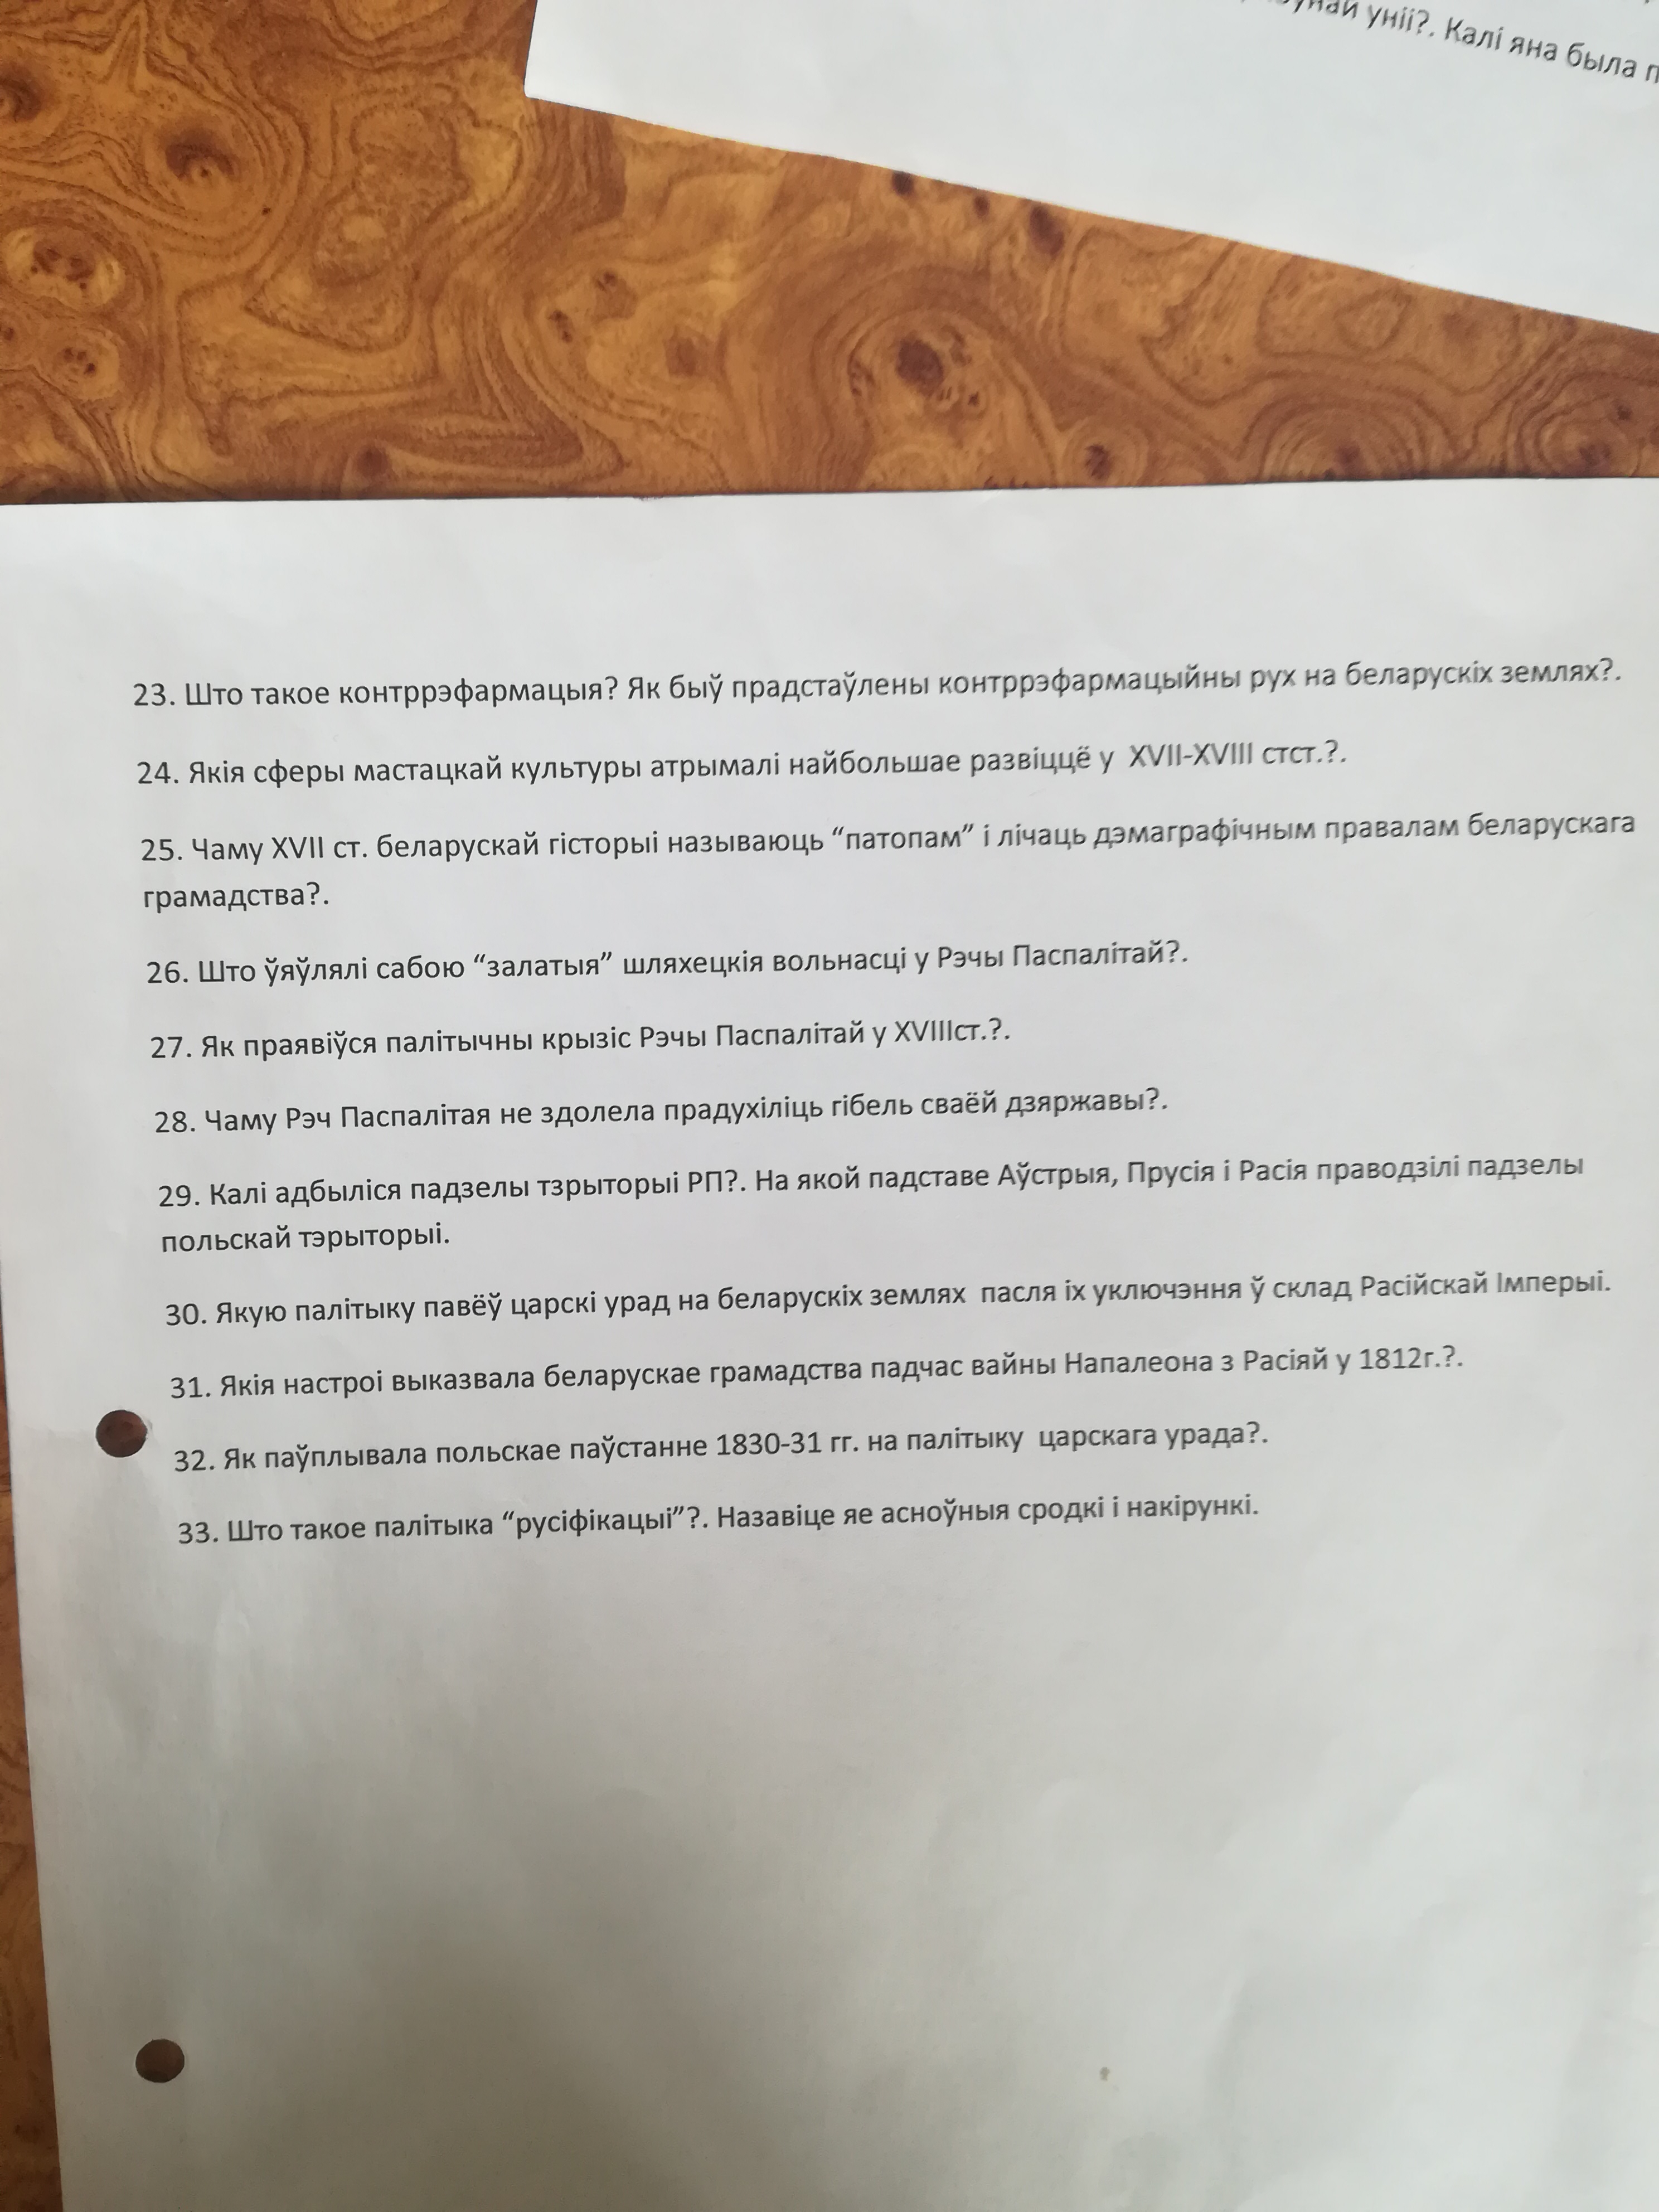 уніі?. Калі яна была
23. Што такое контррэфармацыя? Як быў прадстаўлены контррэфармацыйны рух на беларускіх землях?.
24. Якія сферы мастацкай культуры атрымалі найбольшае развіццё у XVII-XVIII стст.?.
25. Чаму XVII ст. беларускай гісторыі называюць “патопам” і лічаць дэмаграфічным правалам беларускага
грамадства?.
26. Што ўяўлялі сабою “залатыя” шляхецкія вольнасці у Рэчы Паспалітай?.
27. Як праявіўся палітычны крызіс Рэчы Паспалітай у XVIIIст.?.
28. Чаму Рэч Паспалітая не здолела прадухіліць гібель сваёй дзяржавы?.
29. Калі адбыліся падзелы тзрыторыі РП?. На якой падставе Аўстрыя, Прусія і Расія праводзілі падзелы
польскай тэрыторыі.
30. Якую палітыку павёў царскі урад на беларускіх землях пасля іх уключэння ў склад Расійскай Імперыі.
31. Якія настроі выказвала беларускае грамадства падчас вайны Напалеона з Расіяй у 1812г.?.
32. Як паўплывала польскае паўстанне 1830-31 гг. на палітыку царскага урада?.
33. Што такое палітыка “русіфікацыі”?. Назавіце яе асноўныя сродкі і накірункі.